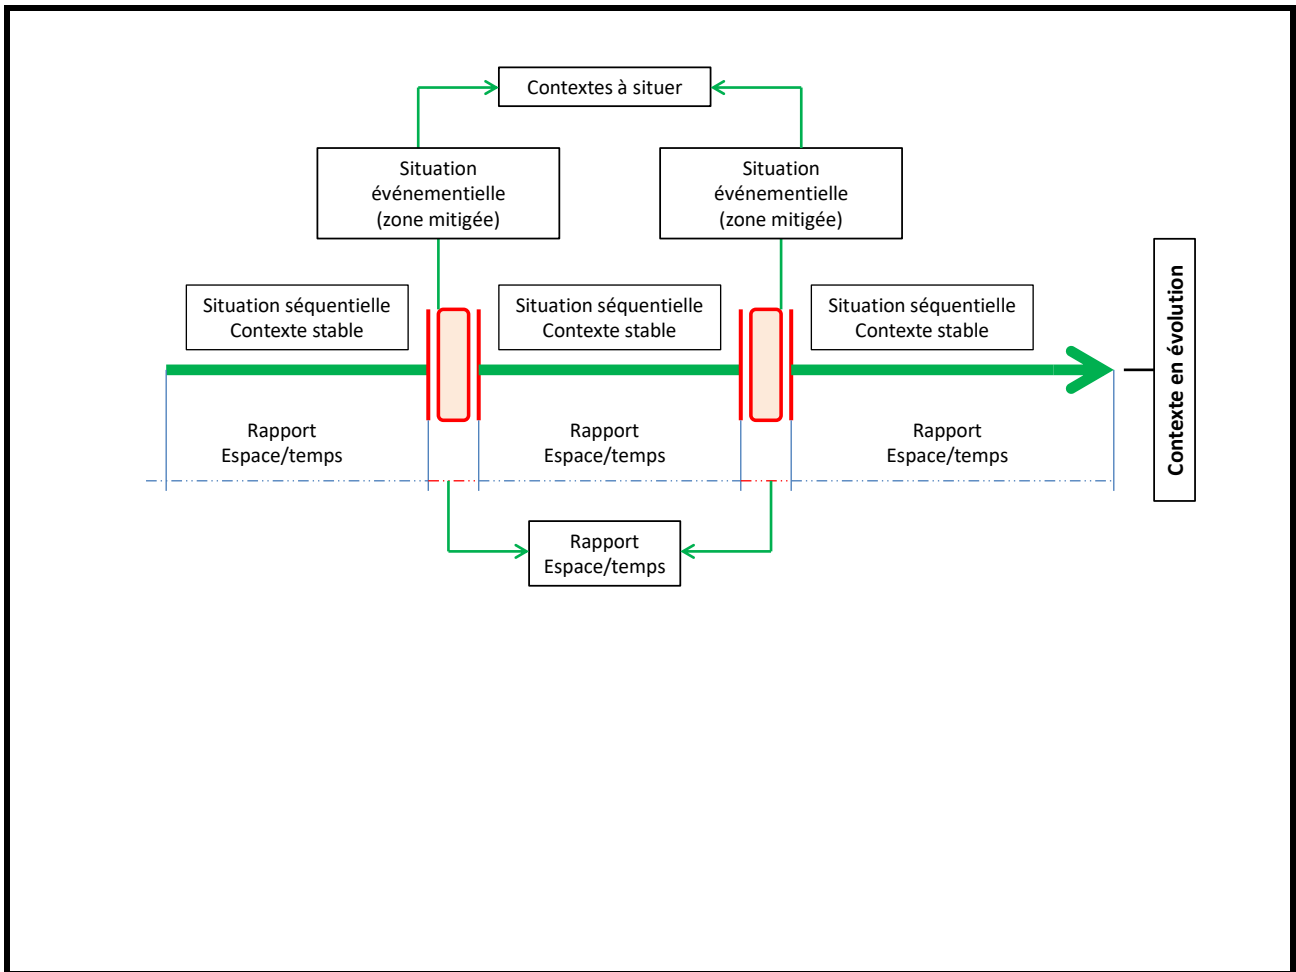 Contextes à situer
Situation
événementielle
(zone mitigée)
Situation
événementielle
(zone mitigée)
Situation séquentielle
Contexte stable
Situation séquentielle
Contexte stable
Situation séquentielle
Contexte stable
Contexte en évolution
Rapport
Espace/temps
Rapport
Espace/temps
Rapport
Espace/temps
Rapport
Espace/temps